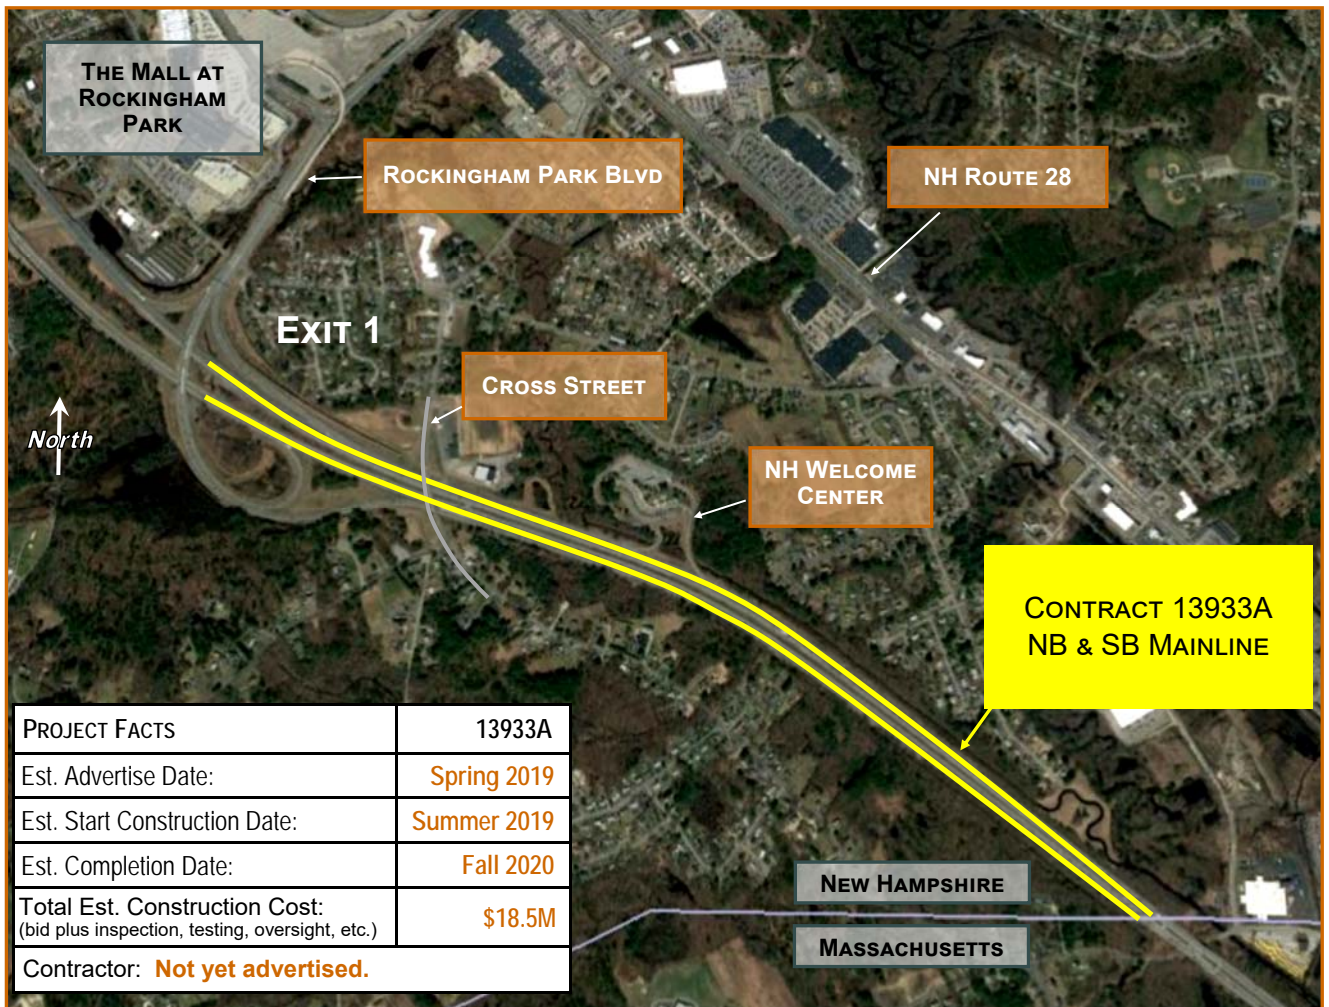 The Mall at
Rockingham
Park
Rockingham Park Blvd
NH Route 28
Exit 1
Cross Street
North
NH Welcome
Center
Contract 13933A
NB & SB Mainline
Project Facts 13933A
Est. Advertise Date: Spring 2019
Est. Start Construction Date: Summer 2019
Est. Completion Date: Fall 2020
Total Est. Construction Cost: $18.5M
(bid plus inspection, testing, oversight, etc.)
Contractor: Not yet advertised.
New Hampshire
Massachusetts